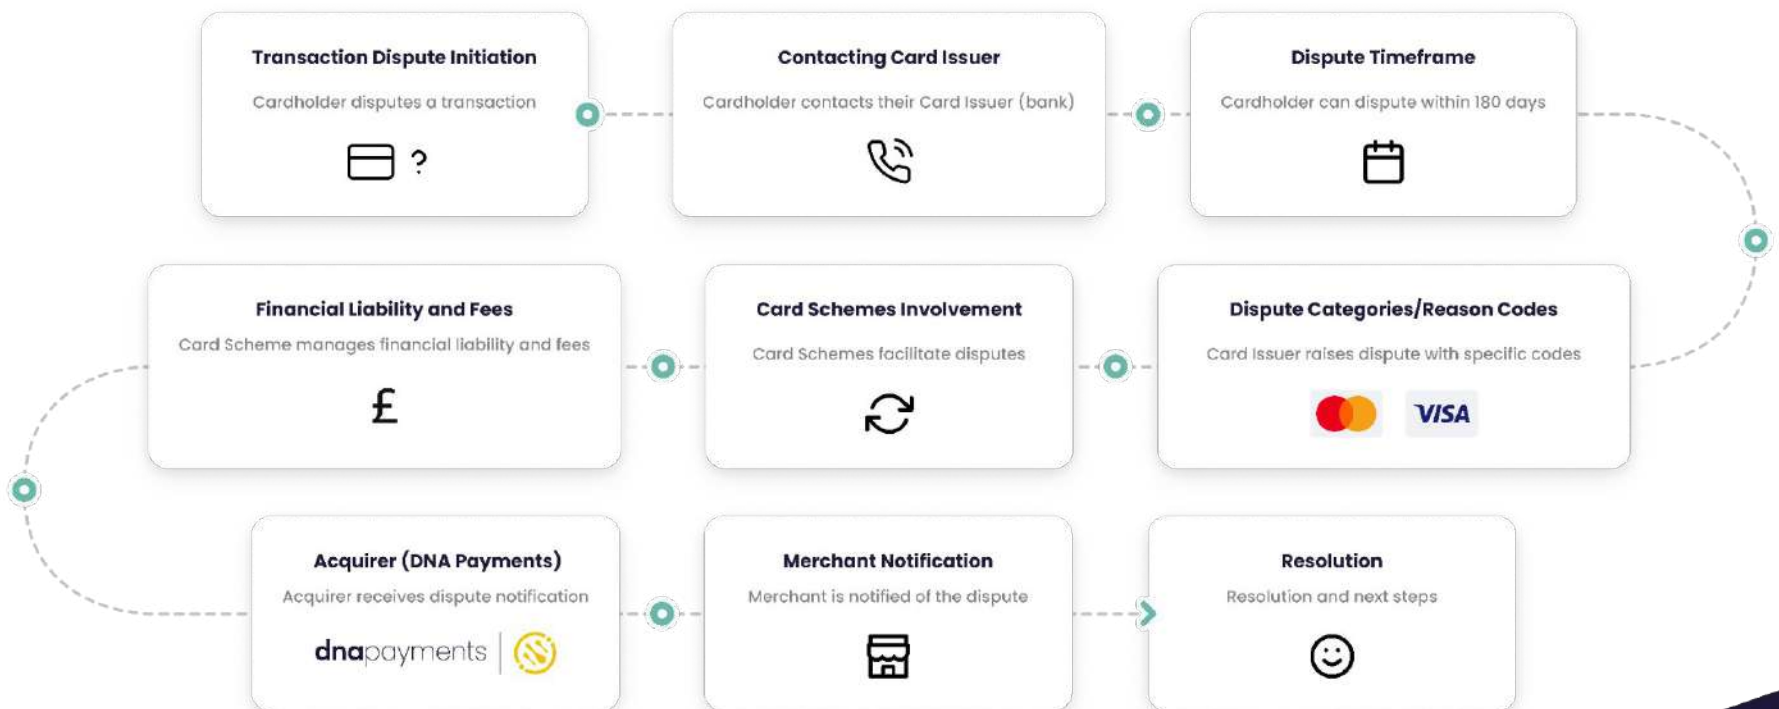 Transaction Dispute Initiation
Cardholder disputes a transaction
?
Contacting Card Issuer
Cardholder contacts their Card Issuer (bank)
Dispute Timeframe
Cardholder can dispute within 180 days
Dispute Categories/Reason Codes
Card Issuer raises dispute with specific codes
VISA
Card Schemes Involvement
Card Schemes facilitate disputes
Financial Liability and Fees
Card Scheme manages financial liability and fees
£
Acquirer (DNA Payments)
Acquirer receives dispute notification
dnapayments
Merchant Notification
Merchant is notified of the dispute
Resolution
Resolution and next steps